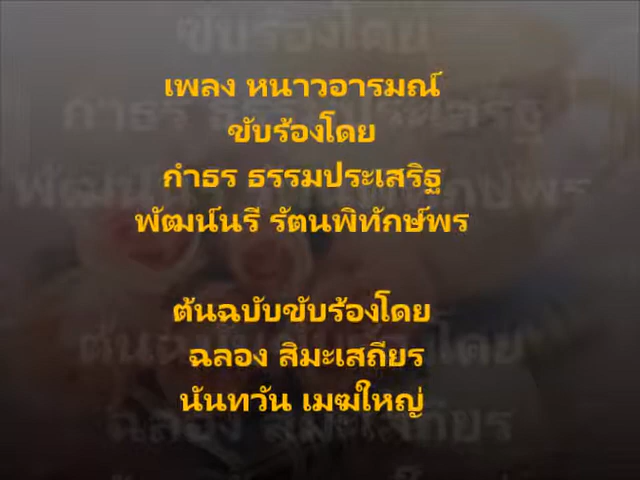 เพลง หนาวอารมณ์
ขับร้องโดย
กำธร ธรรมประเสริฐ
พัฒน์นรี รัตนพิทักษ์พร
ต้นฉบับขับร้องโดย
ฉลอง สิมะเสถียร
นันทวัน เมฆใหญ่